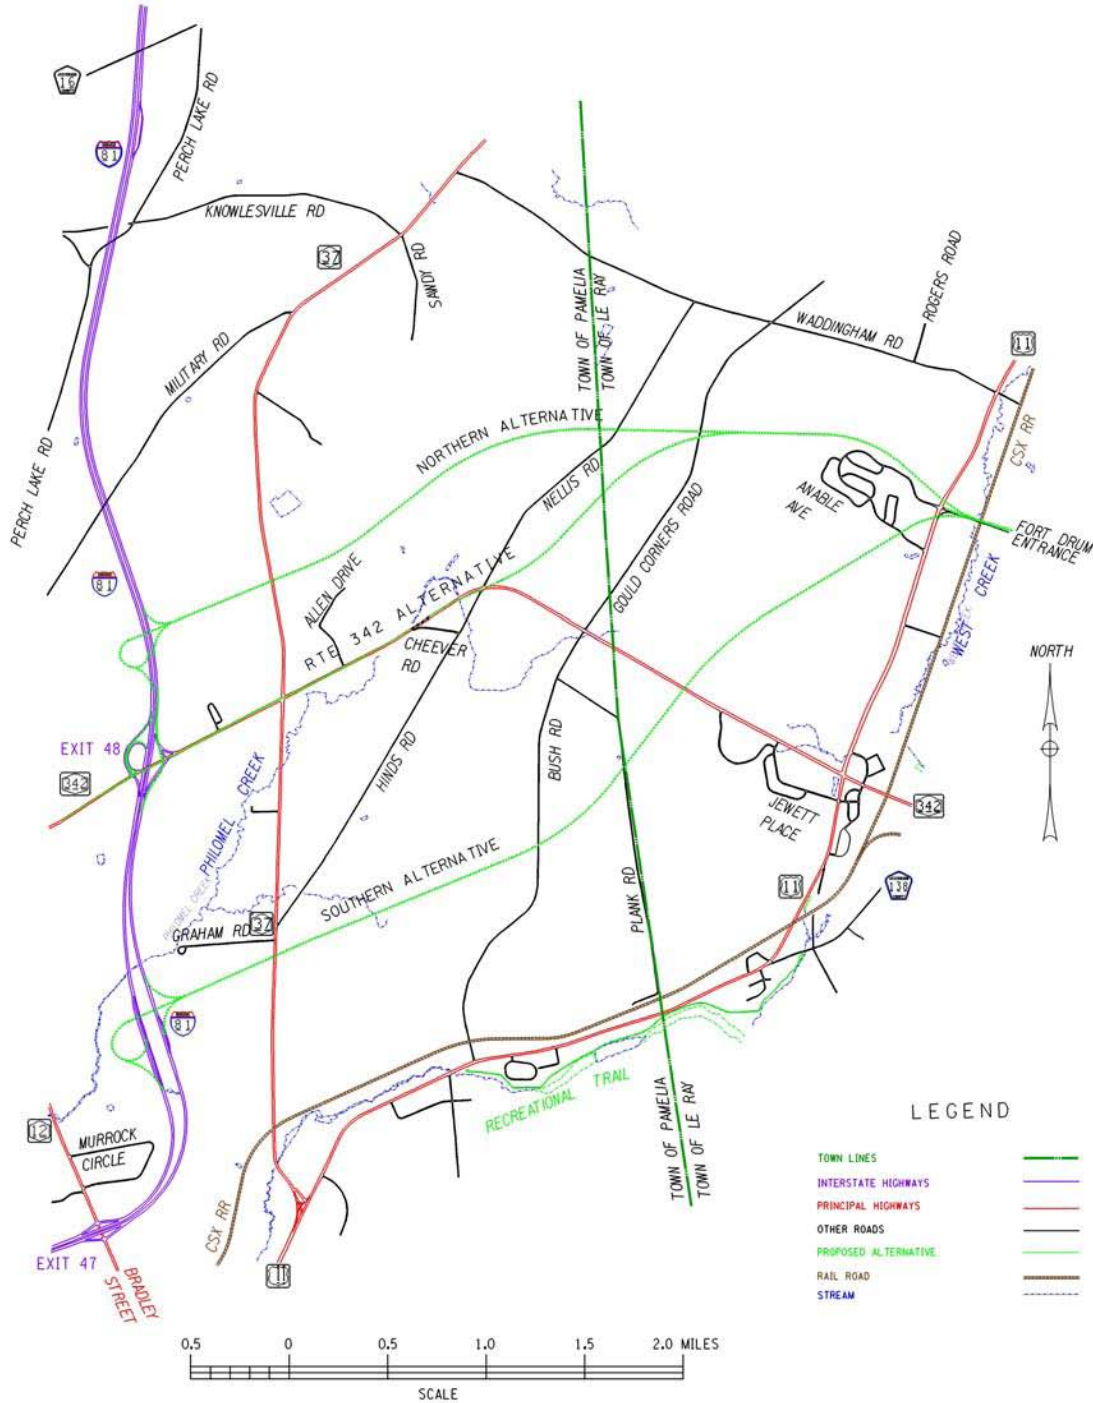 16
PERCH LAKE RD
81
KNOWLESVILLE RD
37
SAWDY RD
TOWN OF PAMELIA
TOWN OF LE RAY
ROGERS ROAD
WADDINGHAM RD
11
MILITARY RD
CSX RR
NORTHERN ALTERNATIVE
PERCH LAKE RD
NELLIS RD
ANABLE
AVE
GOULD CORNERS ROAD
FORT DRUM
ENTRANCE
81
ALLEN DRIVE
RTE 342 ALTERNATIVE
CHEEVER
RD
WEST CREEK
NORTH
EXIT 48
342
HINDS RD
BUSH RD
PHILOMEL CREEK
JEWETT
PLACE
342
SOUTHERN ALTERNATIVE
PLANK RD
11
138
PHILOMEL CREEK
GRAHAM RD
37
81
RECREATIONAL TRAIL
12
MURROCK
CIRCLE
TOWN OF PAMELIA
TOWN OF LE RAY
CSX RR
EXIT 47
BRADLEY
STREET
11
LEGEND
TOWN LINES
INTERSTATE HIGHWAYS
PRINCIPAL HIGHWAYS
OTHER ROADS
PROPOSED ALTERNATIVE
RAIL ROAD
STREAM
0.5 0 0.5 1.0 1.5 2.0 MILES
SCALE